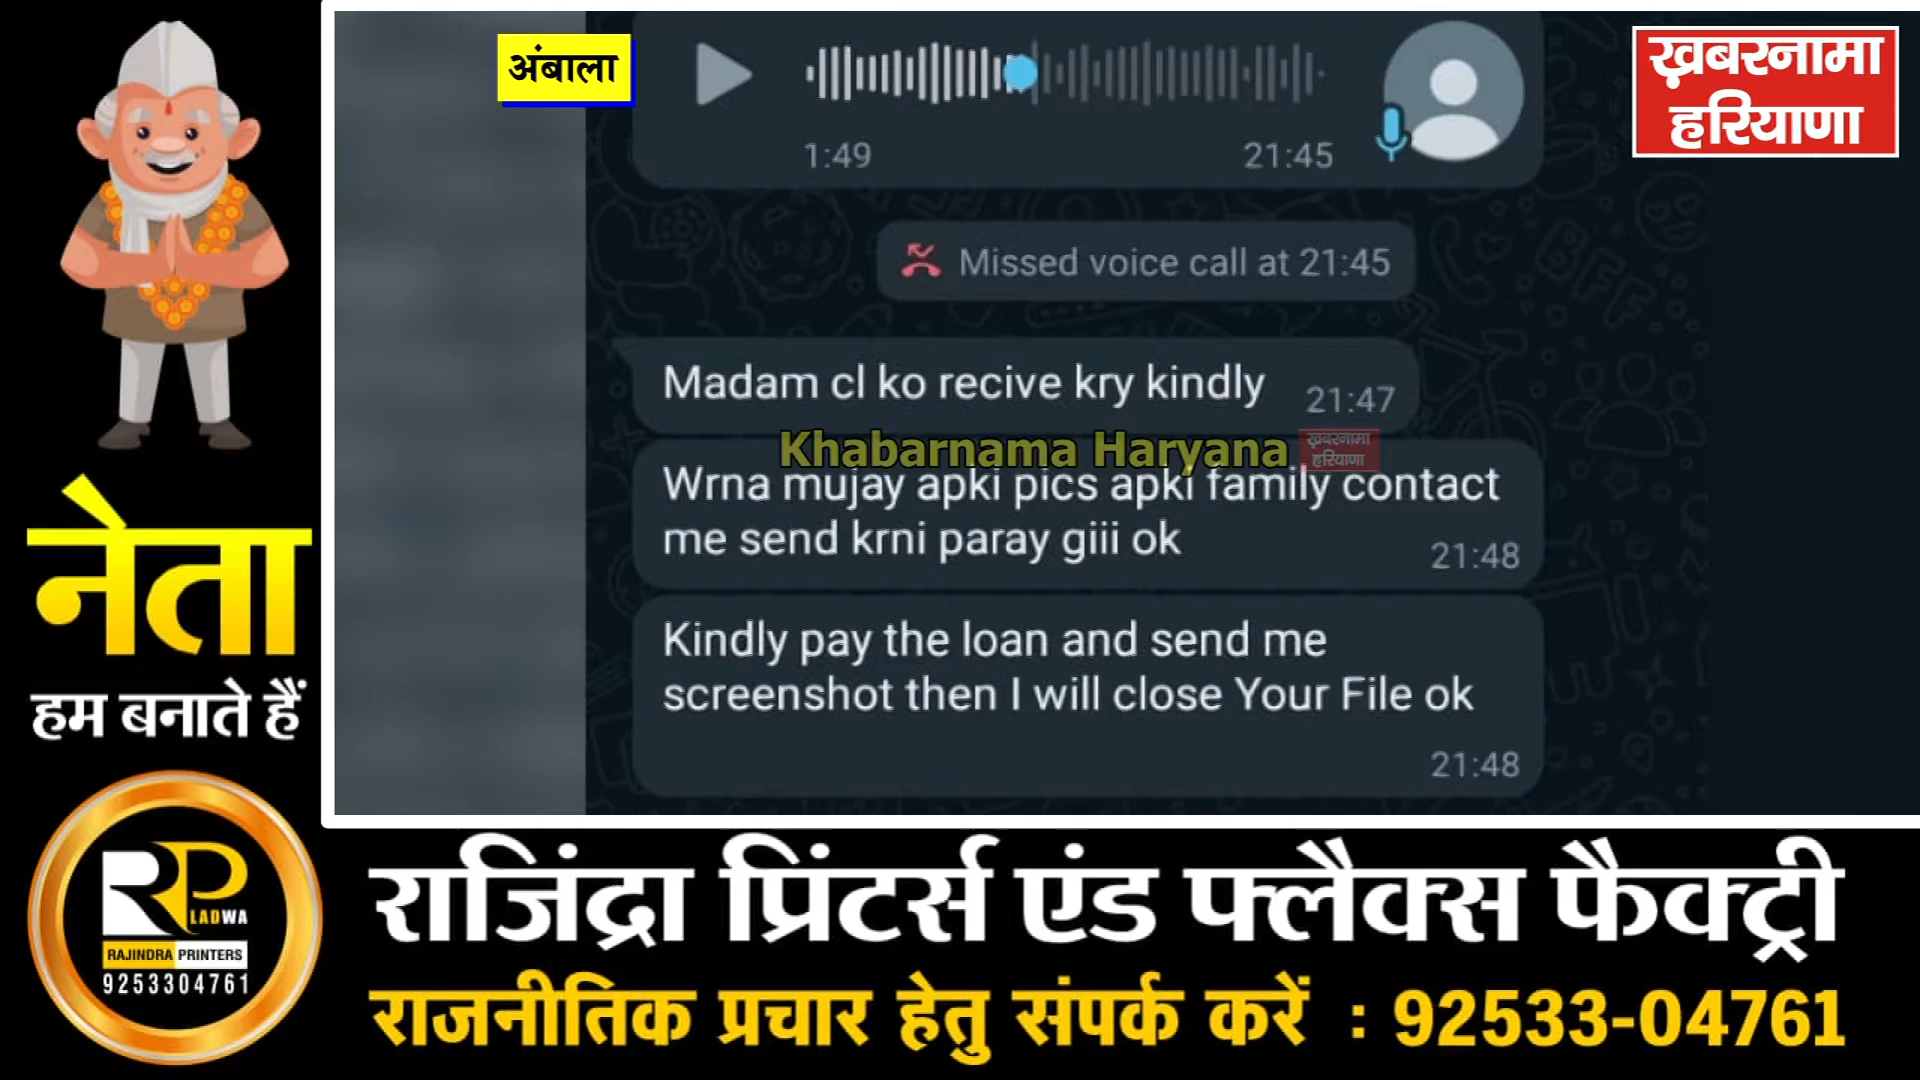 अंबाला
ख़बरनामा
हरियाणा
1:49
21:45
Missed voice call at 21:45
Madam cl ko recive kry kindly
21:47
Khabarnama Haryana
ख़बरनामा
हरियाणा
Wrna mujay apki pics apki family contact
me send krni paray giii ok
21:48
Kindly pay the loan and send me
screenshot then I will close Your File ok
21:48
नेता
हम बनाते हैं
RP
LADWA
RAJINDRA PRINTERS
9253304761
राजिंद्रा प्रिंटर्स एंड फ्लैक्स फैक्ट्री
राजनीतिक प्रचार हेतु संपर्क करें : 92533-04761